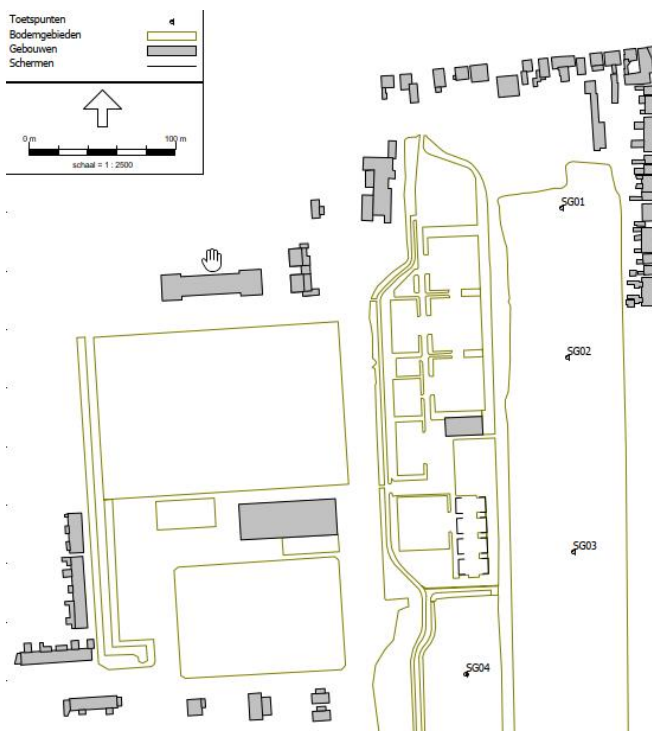 Toetspunten
Bodemgebieden
Gebouwen
Schermen
0 m 100 m
schaal = 1 : 2500
SG01
SG02
SG03
SG04